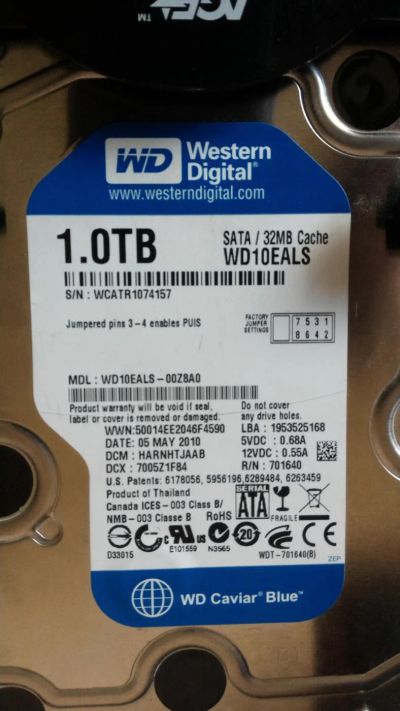 WD Western Digital®
www.westerndigital.com
1.0TB
SATA / 32MB Cache
WD10EALS
S/N : WCATR1074157
Jumpered pins 3-4 enables PUIS
FACTORY JUMPER SETTINGS
7 5 3 1
8 6 4 2
MDL : WD10EALS-00Z8A0
Product warranty will be void if seal, label or cover is removed or damaged.
Do not cover any drive holes.
WWN:50014EE2046F4590
LBA : 1953525168
DATE: 05 MAY 2010
5VDC : 0.68A
DCM : HARNHTJAAB
12VDC : 0.55A
DCX : 7005Z1F84
R/N : 701640
U.S. Patents: 6178056, 5956196,6289484, 6263459
Product of Thailand
Canada ICES-003 Class B/
NMB-003 Classe B
RoHS
SERIAL ATA
FRAGILE
D33015
E101559
N3565
20
CE
WDT-701640(B)
ZEP
WD Caviar® Blue™